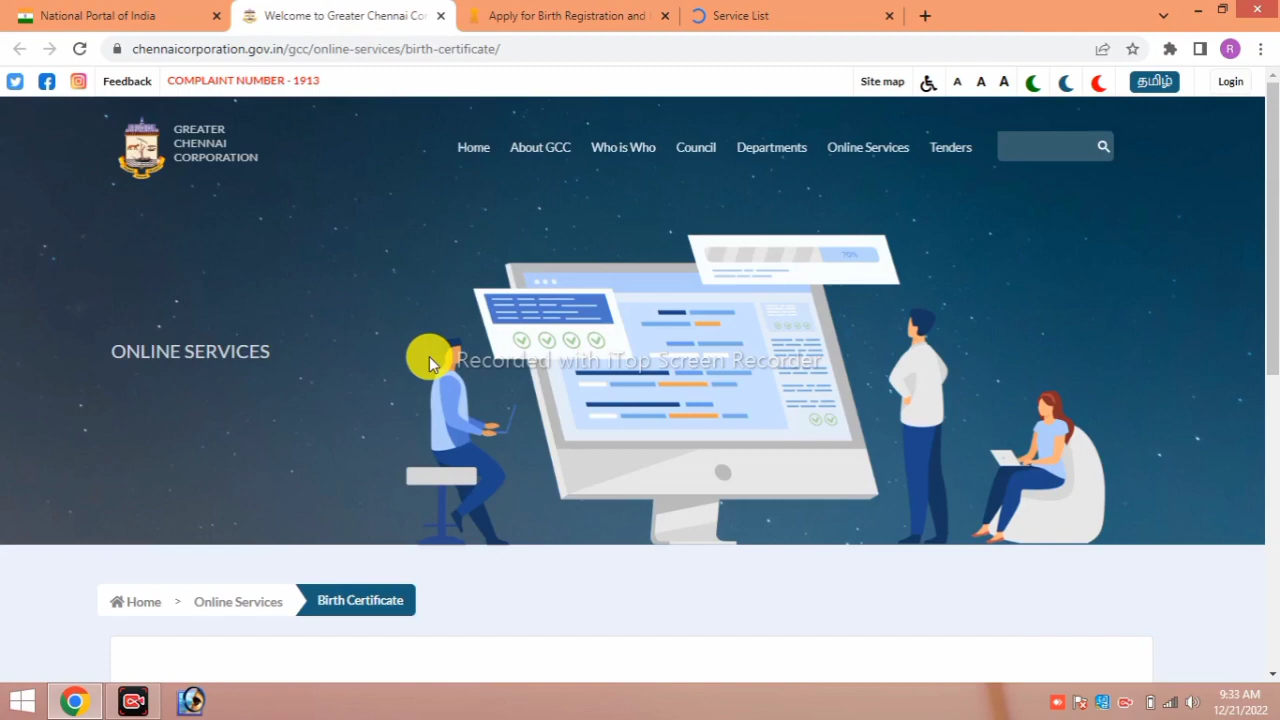 National Portal of India
Welcome to Greater Chennai Cor
Apply for Birth Registration and
Service List
chennaicorporation.gov.in/gcc/online-services/birth-certificate/
R
Feedback
COMPLAINT NUMBER - 1913
Site map
A A A
தமிழ்
Login
GREATER
CHENNAI
CORPORATION
Home
About GCC
Who is Who
Council
Departments
Online Services
Tenders
70%
ONLINE SERVICES
Recorded with iTop Screen Recorder
Home > Online Services
Birth Certificate
9:33 AM
12/21/2022